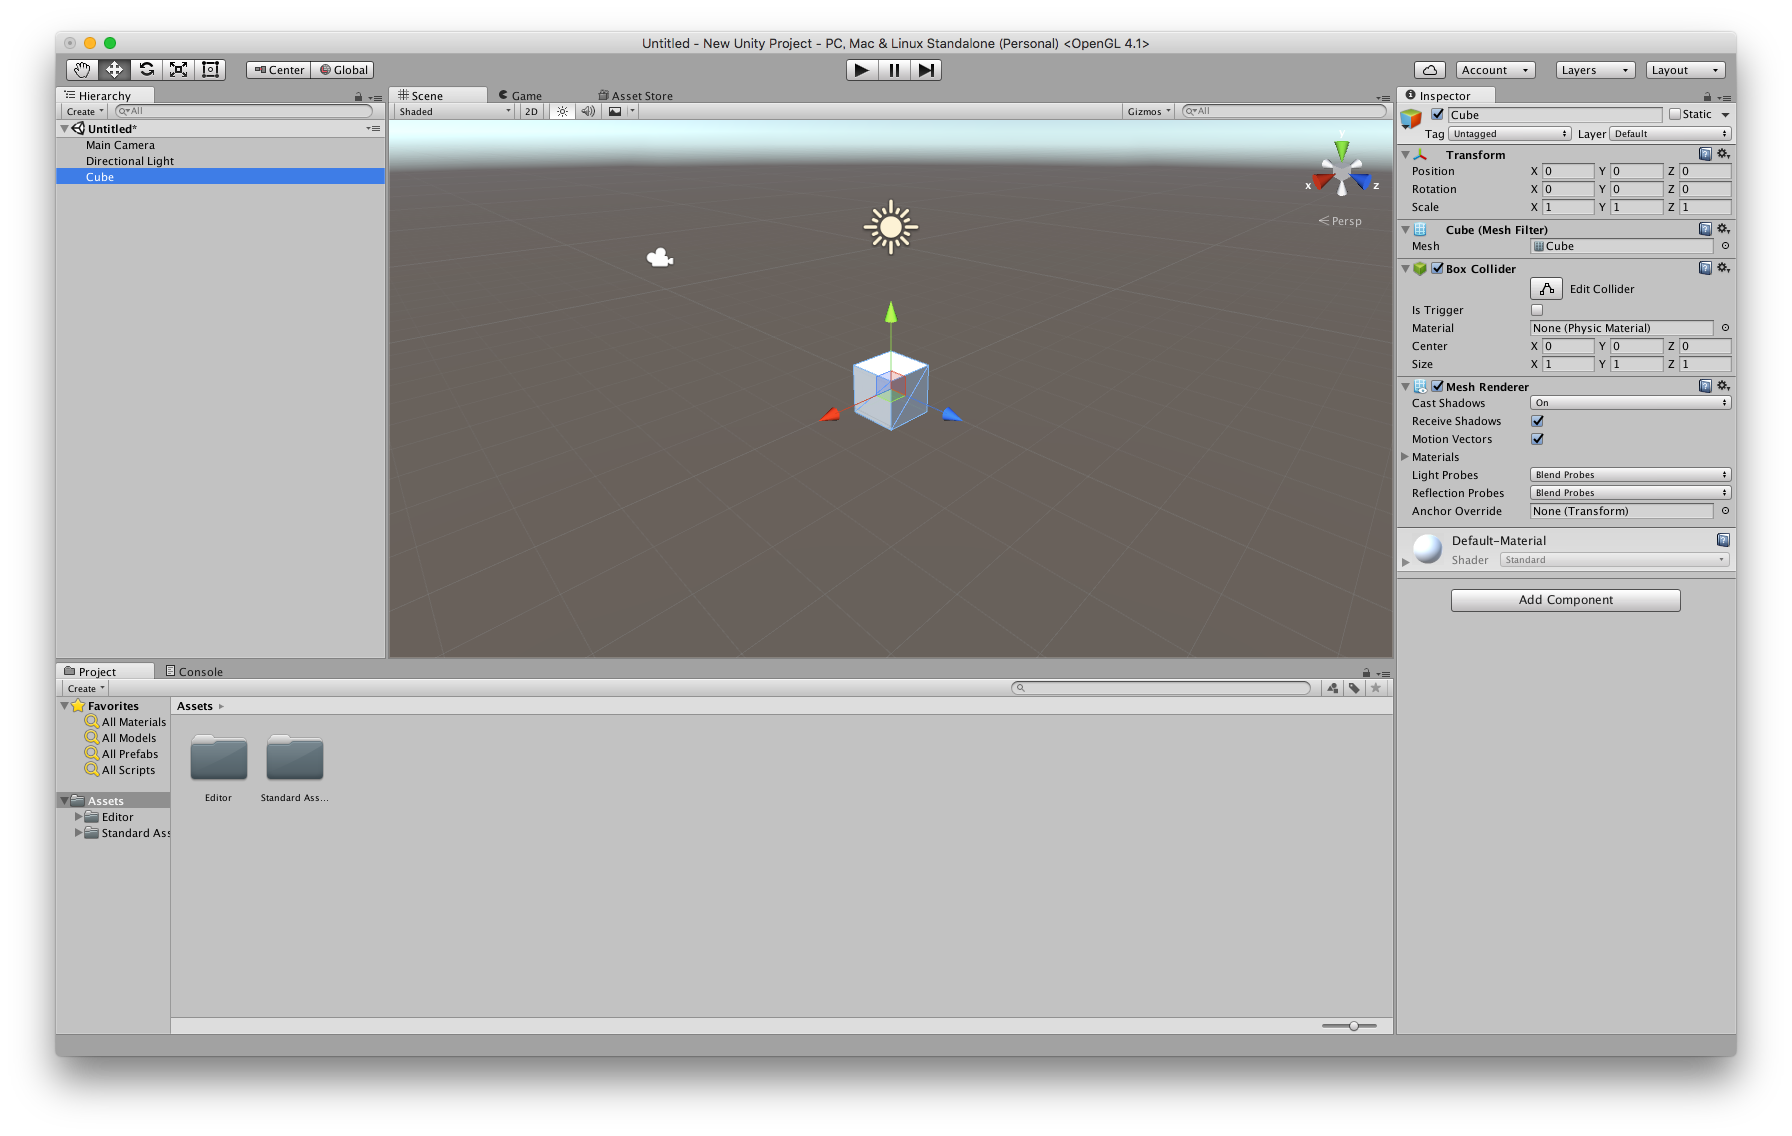 Untitled - New Unity Project - PC, Mac & Linux Standalone (Personal) <OpenGL 4.1>
Center Global Account Layers Layout
Hierarchy
Create All
Untitled*
Main Camera
Directional Light
Cube
Scene Game Asset Store
Shaded 2D Gizmos All
y
x z
Persp
Inspector
Cube Static
Tag Untagged Layer Default
Transform
Position X 0 Y 0 Z 0
Rotation X 0 Y 0 Z 0
Scale X 1 Y 1 Z 1
Cube (Mesh Filter)
Mesh Cube
Box Collider
Edit Collider
Is Trigger
Material None (Physic Material)
Center X 0 Y 0 Z 0
Size X 1 Y 1 Z 1
Mesh Renderer
Cast Shadows On
Receive Shadows
Motion Vectors
Materials
Light Probes Blend Probes
Reflection Probes Blend Probes
Anchor Override None (Transform)
Default-Material
Shader Standard
Add Component
Project Console
Create
Favorites
All Materials
All Models
All Prefabs
All Scripts
Assets
Editor
Standard Ass
Assets
Editor Standard Ass...